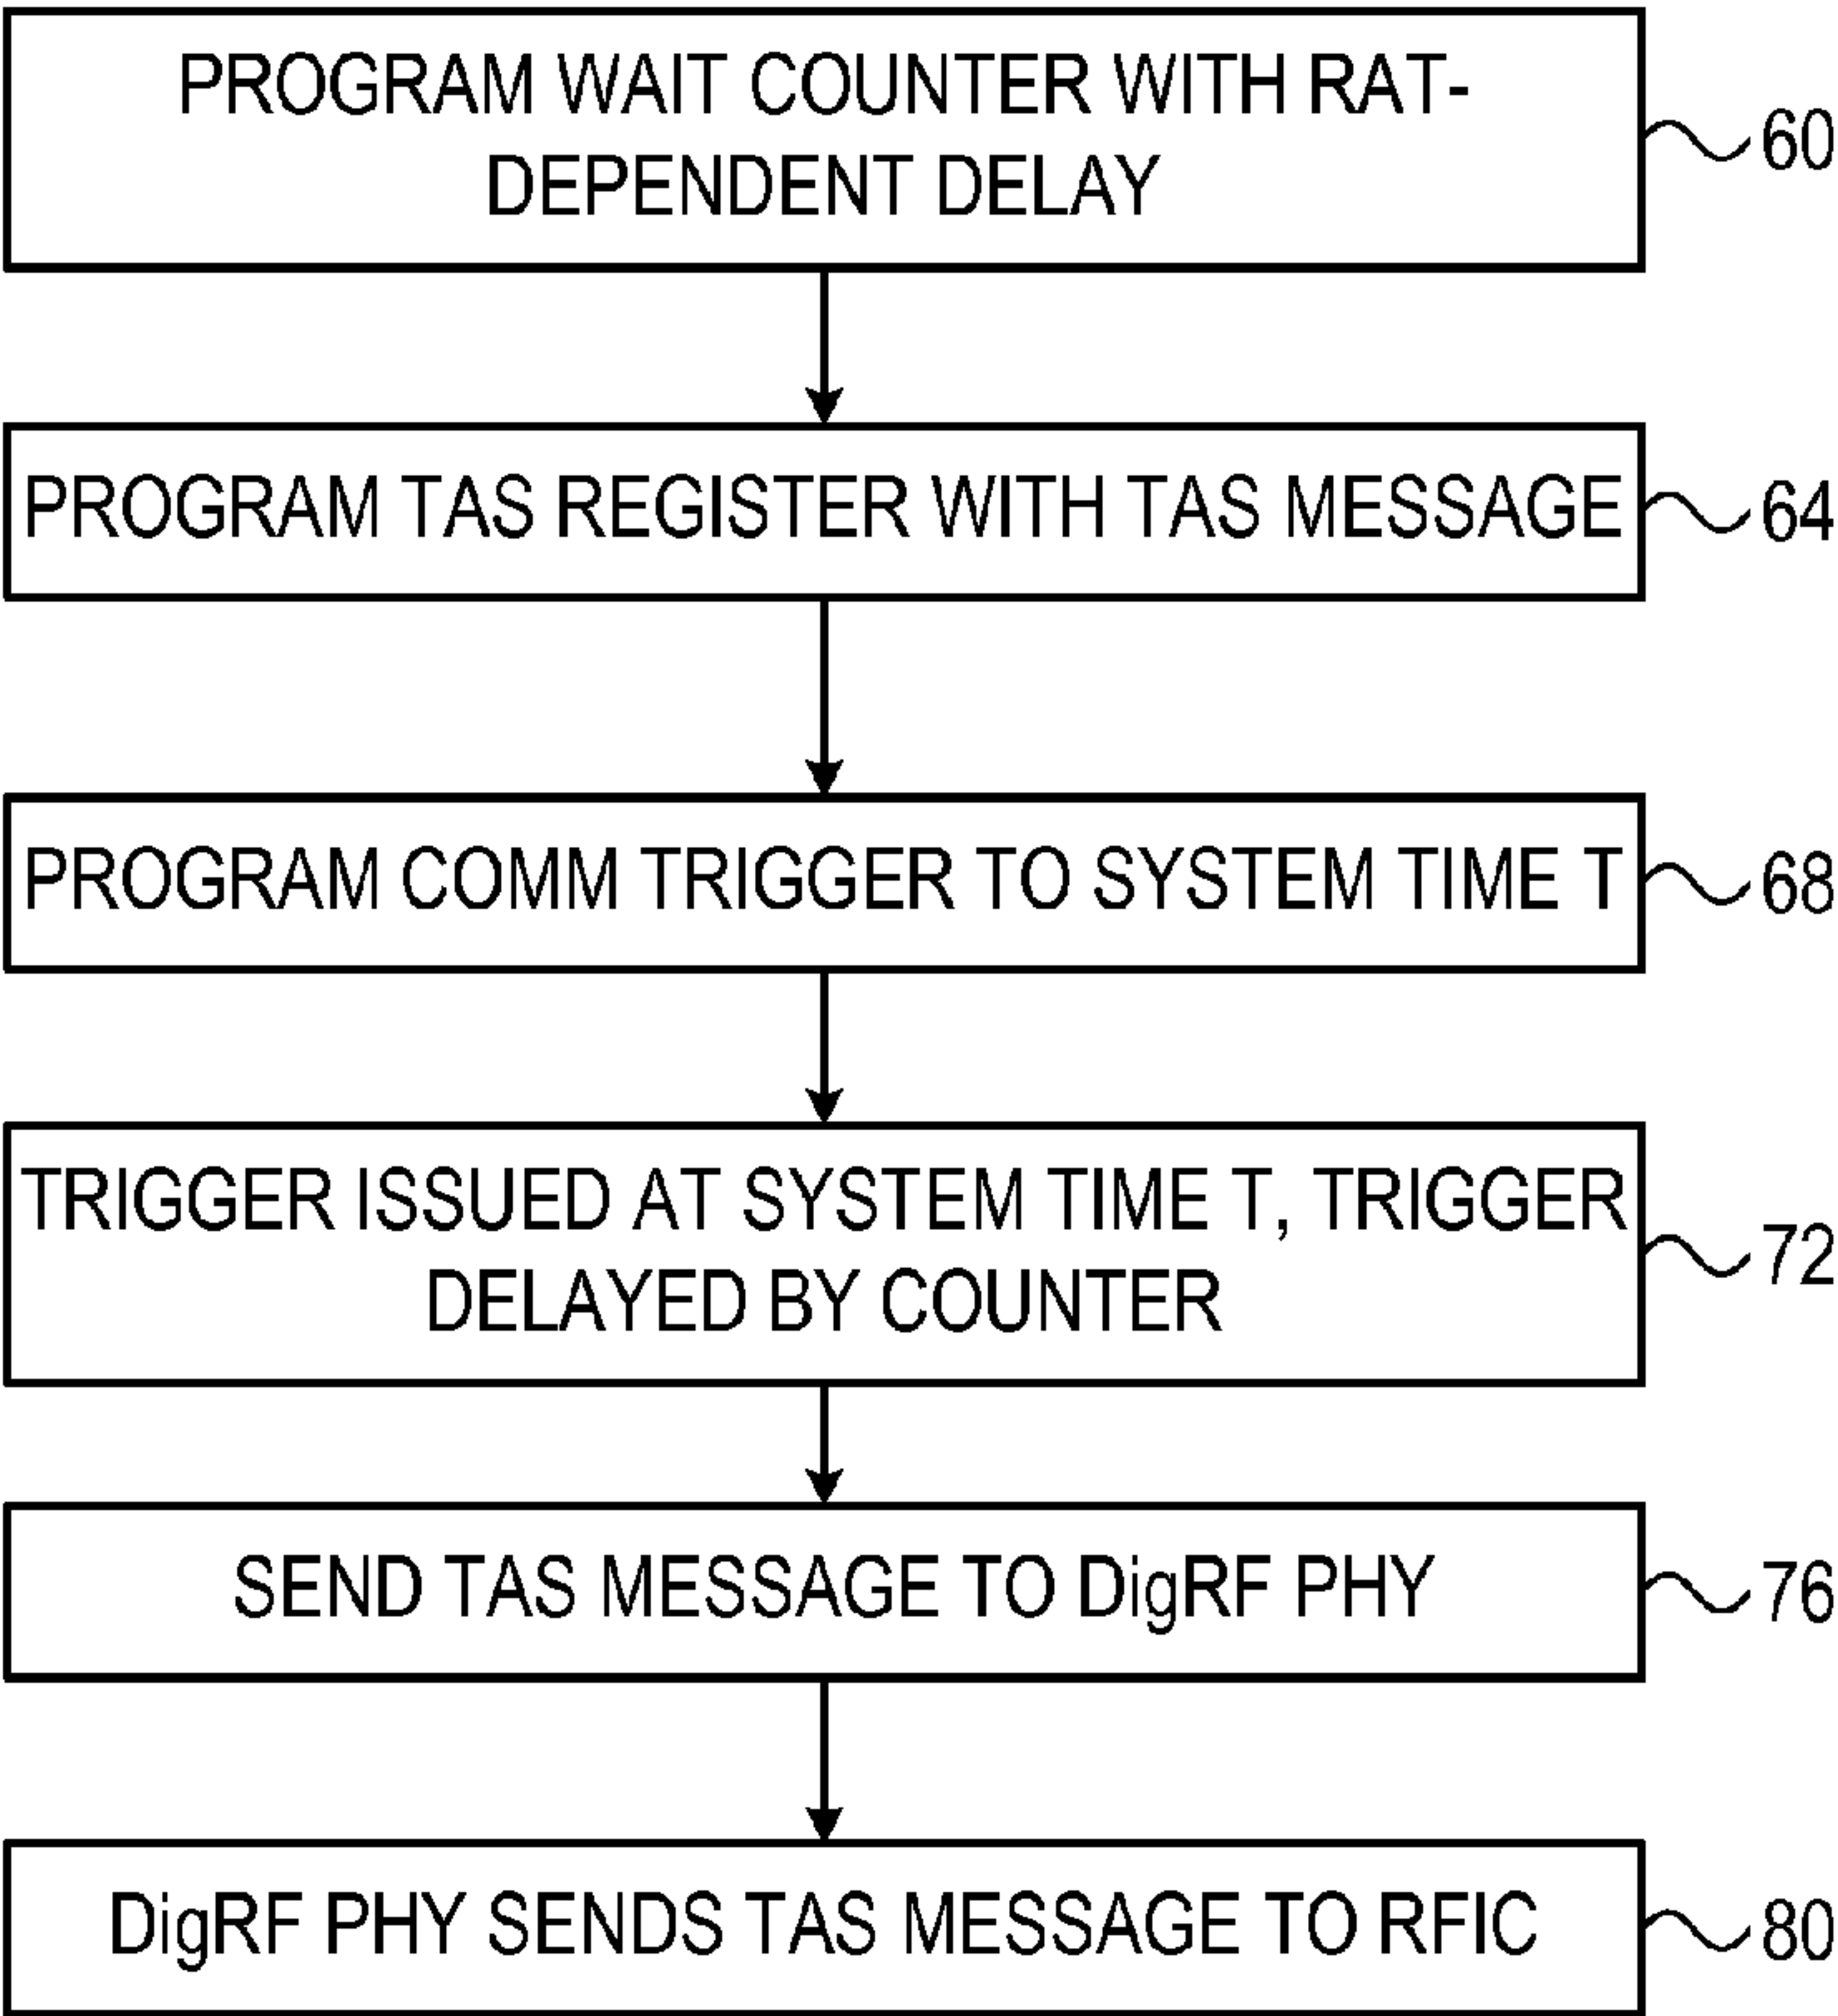 PROGRAM WAIT COUNTER WITH RAT-
DEPENDENT DELAY
60
PROGRAM TAS REGISTER WITH TAS MESSAGE
64
PROGRAM COMM TRIGGER TO SYSTEM TIME T
68
TRIGGER ISSUED AT SYSTEM TIME T, TRIGGER
DELAYED BY COUNTER
72
SEND TAS MESSAGE TO DigRF PHY
76
DigRF PHY SENDS TAS MESSAGE TO RFIC
80